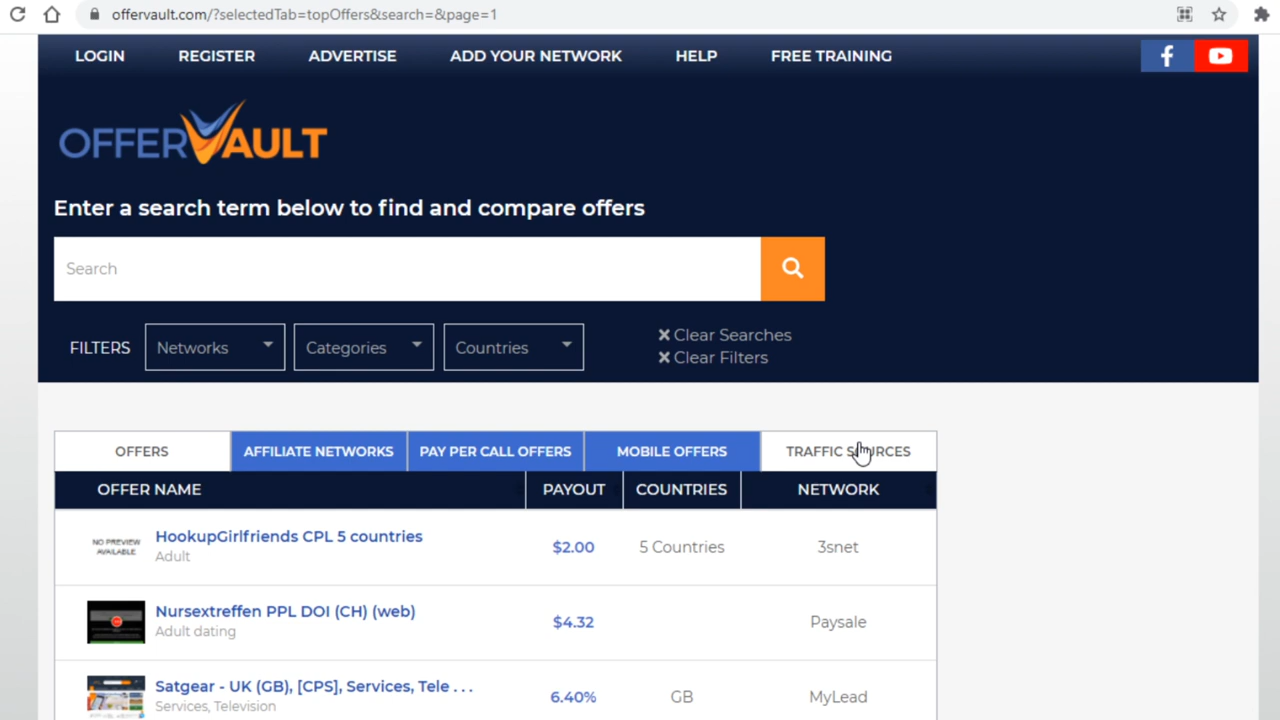 offervault.com/?selectedTab=topOffers&search=&page=1
LOGIN REGISTER ADVERTISE ADD YOUR NETWORK HELP FREE TRAINING
OFFERVAULT
Enter a search term below to find and compare offers
Search
FILTERS Networks Categories Countries
Clear Searches
Clear Filters
OFFERS AFFILIATE NETWORKS PAY PER CALL OFFERS MOBILE OFFERS TRAFFIC SOURCES
OFFER NAME PAYOUT COUNTRIES NETWORK
NO PREVIEW
AVAILABLE
HookupGirlfriends CPL 5 countries
Adult
$2.00 5 Countries 3snet
Nursextreffen PPL DOI (CH) (web)
Adult dating
$4.32 Paysale
Satgear - UK (GB), [CPS], Services, Tele . . .
Services, Television
6.40% GB MyLead